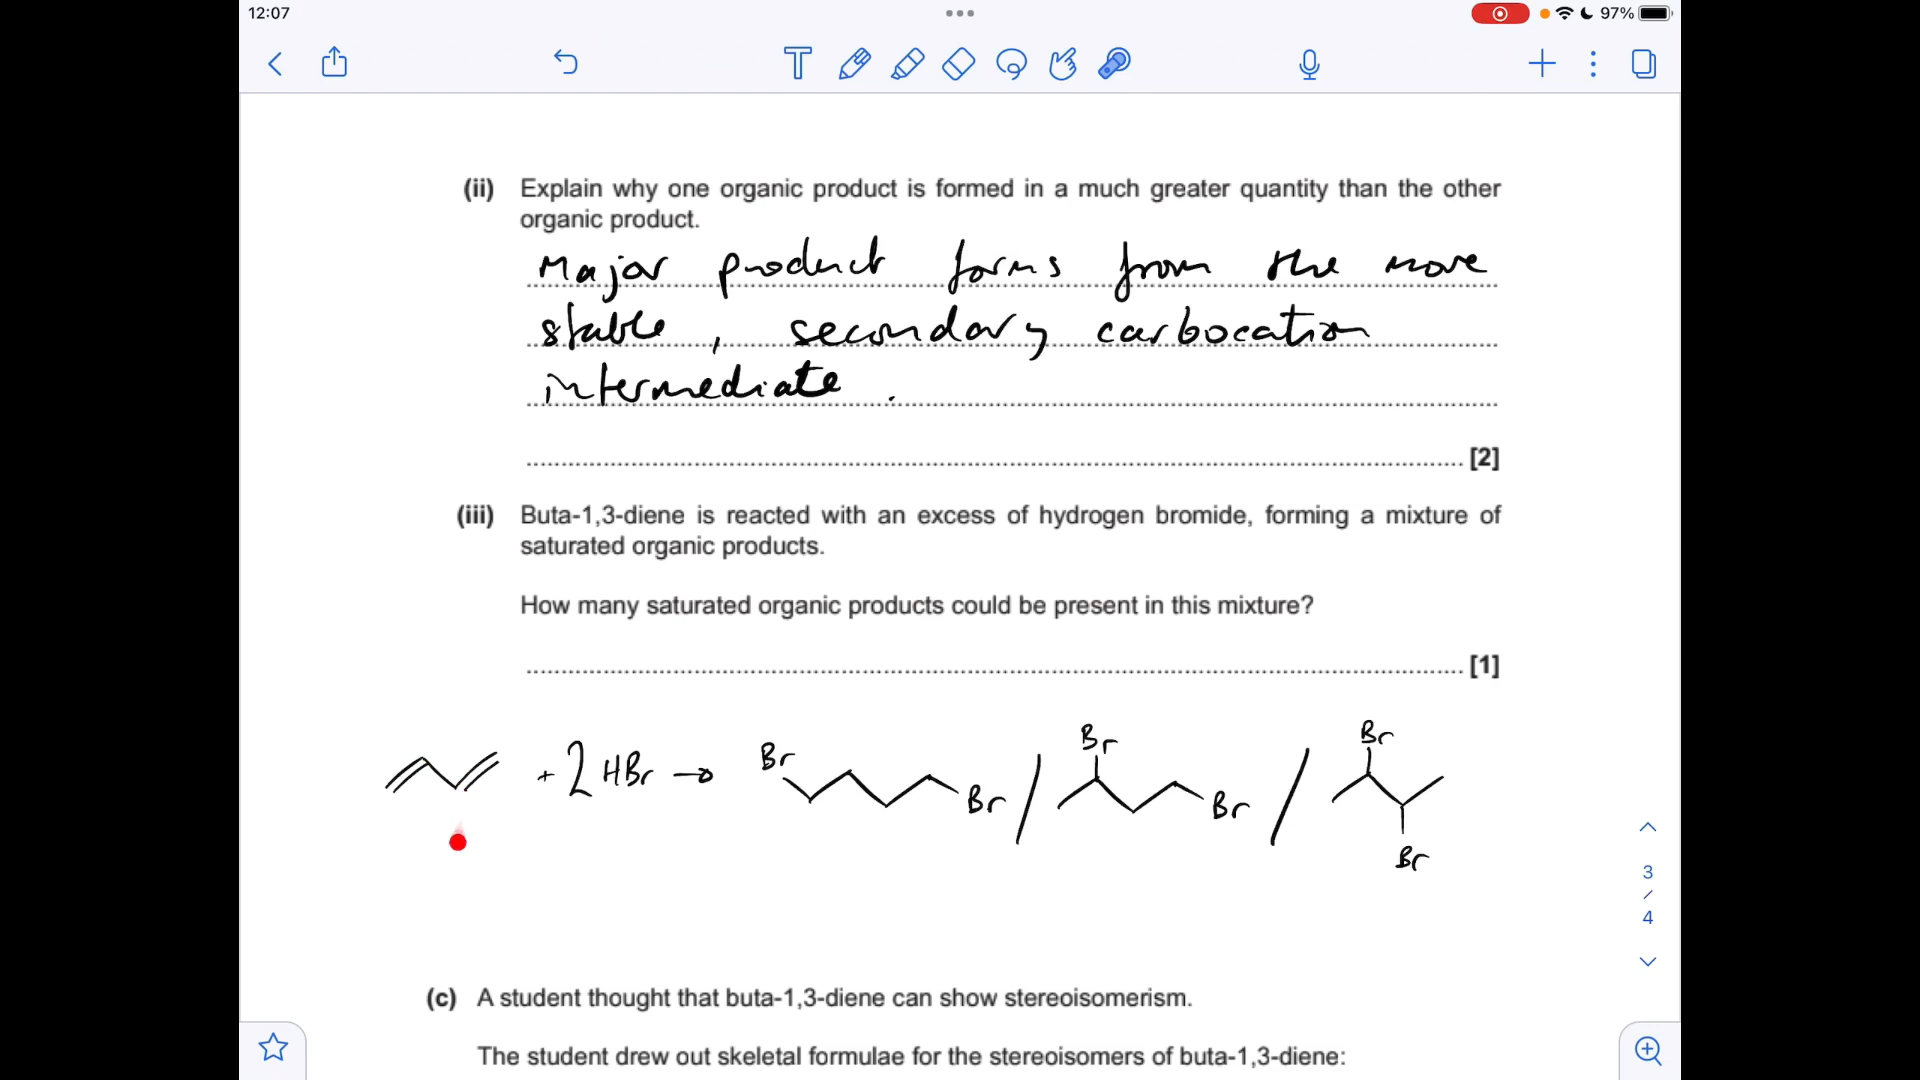 12:07
97%
(ii) Explain why one organic product is formed in a much greater quantity than the other
organic product.
Major product forms from the more
stable, secondary carbocation
intermediate.
[2]
(iii) Buta-1,3-diene is reacted with an excess of hydrogen bromide, forming a mixture of
saturated organic products.
How many saturated organic products could be present in this mixture?
[1]
+ 2 HBr → Br Br / Br Br / Br Br
3
/
4
(c) A student thought that buta-1,3-diene can show stereoisomerism.
The student drew out skeletal formulae for the stereoisomers of buta-1,3-diene: